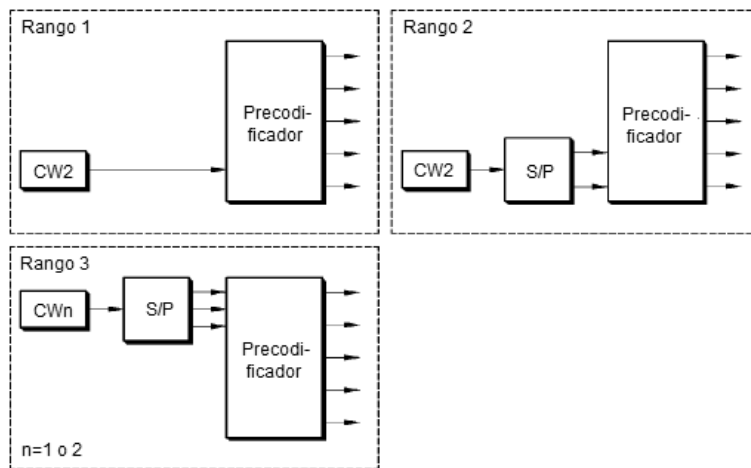 Rango 1
Precodi-
ficador
CW2
Rango 2
Precodi-
ficador
CW2
S/P
Rango 3
CWn
S/P
Precodi-
ficador
n=1 o 2